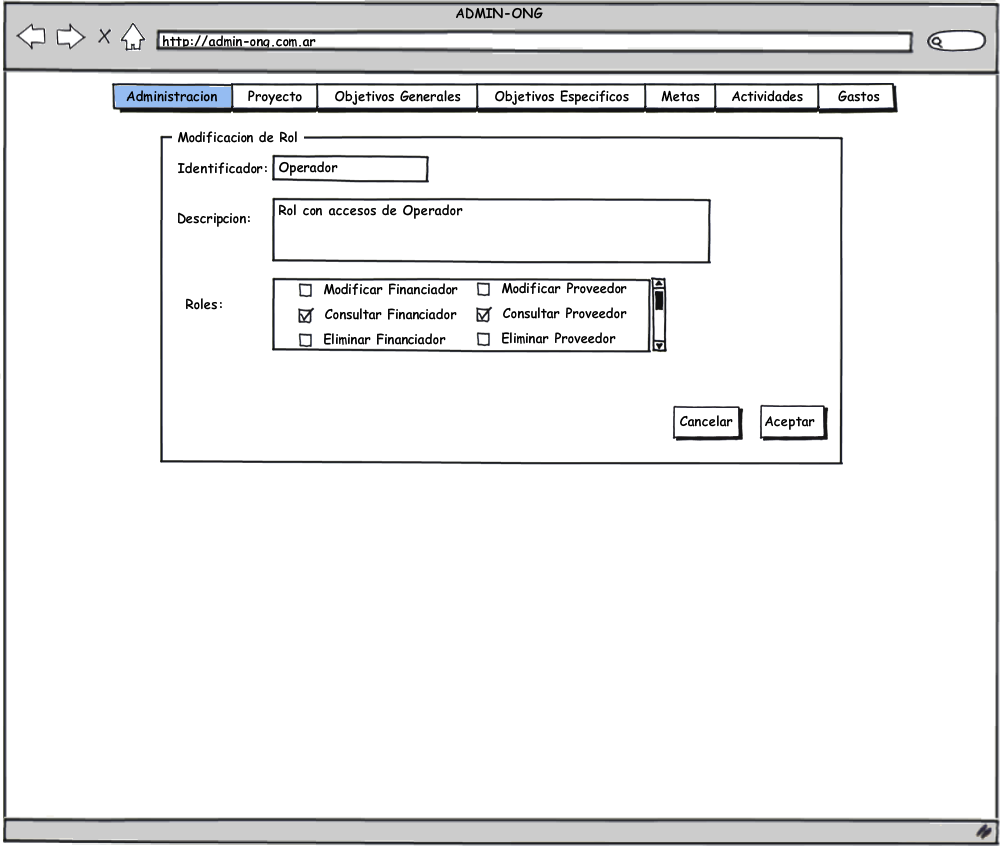 ADMIN-ONG
http://admin-ong.com.ar
Administracion Proyecto Objetivos Generales Objetivos Especificos Metas Actividades Gastos
Modificacion de Rol
Identificador: Operador
Descripcion: Rol con accesos de Operador
Roles:
Modificar Financiador Modificar Proveedor
Consultar Financiador Consultar Proveedor
Eliminar Financiador Eliminar Proveedor
Cancelar Aceptar